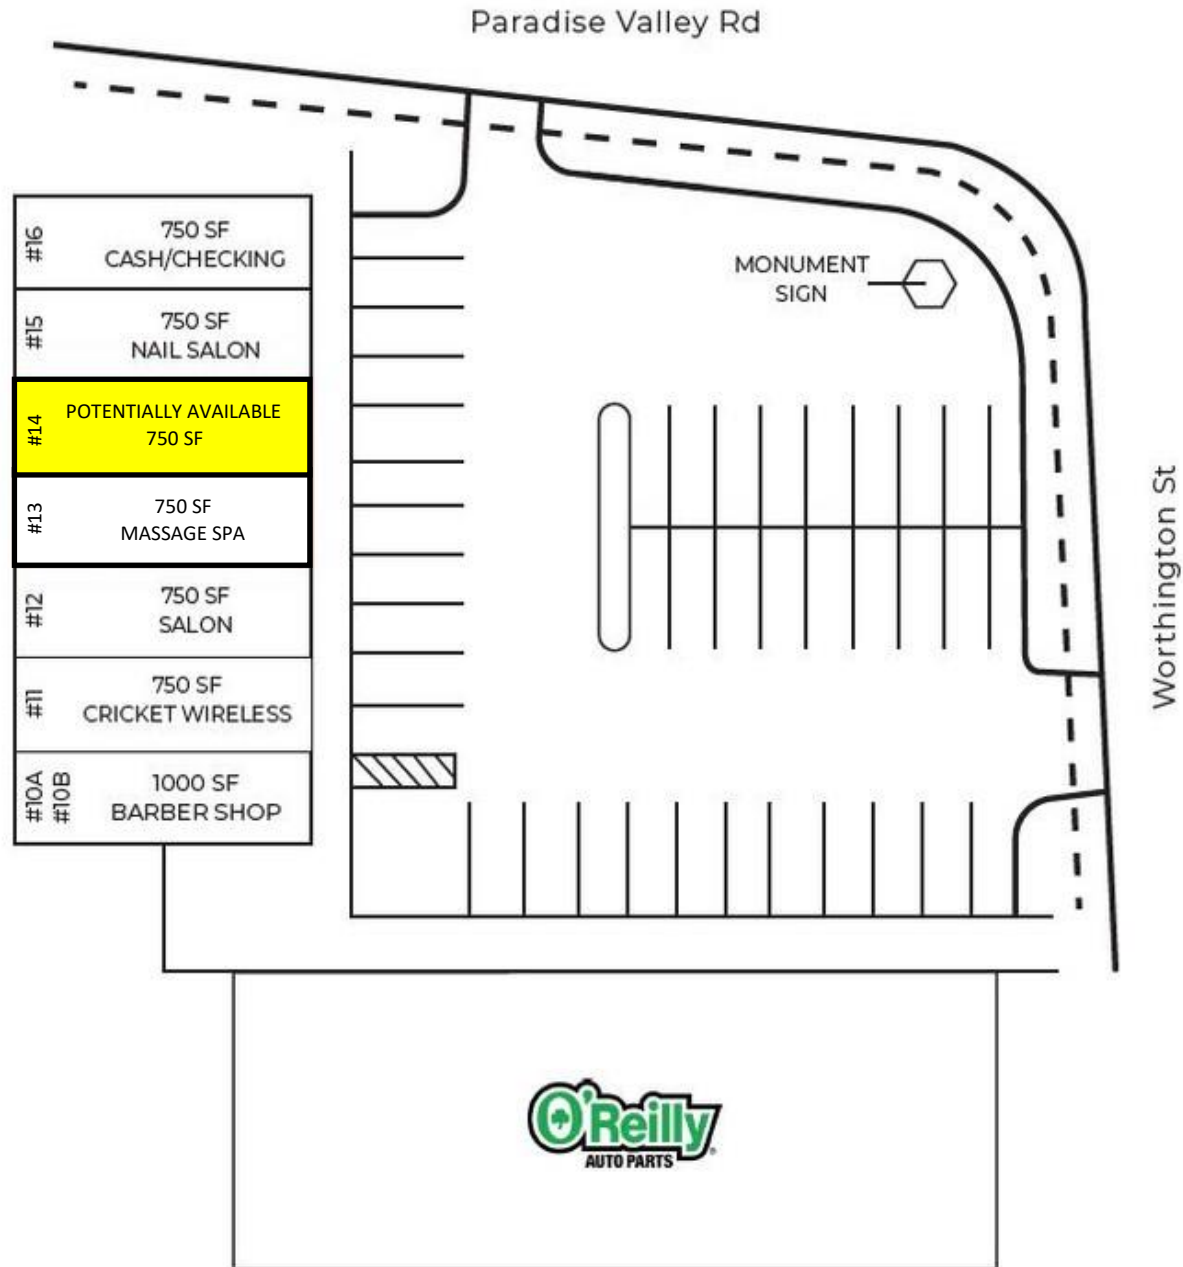 Paradise Valley Rd
#16
750 SF
CASH/CHECKING
MONUMENT
SIGN
#15
750 SF
NAIL SALON
#14
POTENTIALLY AVAILABLE
750 SF
#13
750 SF
MASSAGE SPA
#12
750 SF
SALON
#11
750 SF
CRICKET WIRELESS
#10A
#10B
1000 SF
BARBER SHOP
Worthington St
O'Reilly
AUTO PARTS